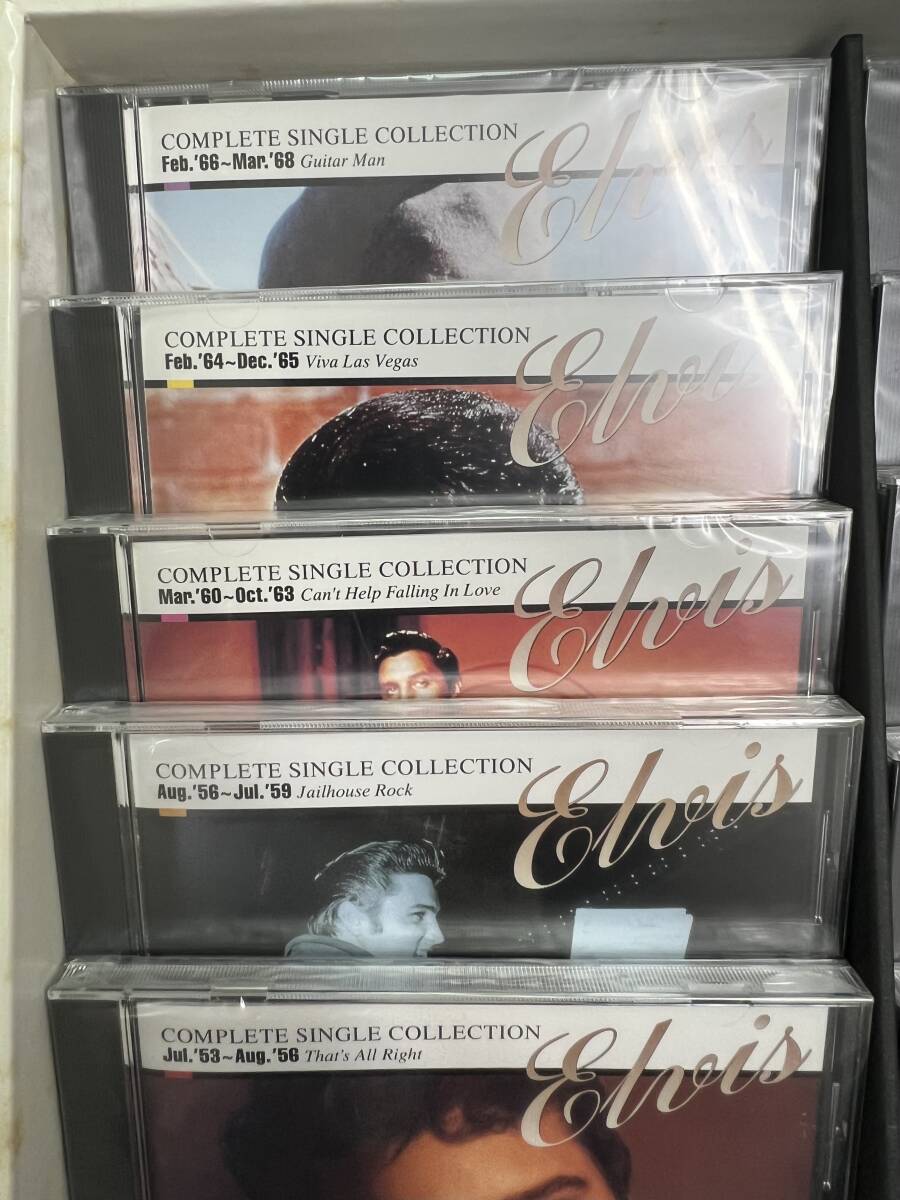 COMPLETE SINGLE COLLECTION
Feb.'66~Mar.'68 Guitar Man
Elvis
COMPLETE SINGLE COLLECTION
Feb.'64~Dec.'65 Viva Las Vegas
Elvis
COMPLETE SINGLE COLLECTION
Mar.'60~Oct.'63 Can't Help Falling In Love
Elvis
COMPLETE SINGLE COLLECTION
Aug.'56~Jul.'59 Jailhouse Rock
Elvis
COMPLETE SINGLE COLLECTION
Jul.'53~Aug.'56 That's All Right
Elvis